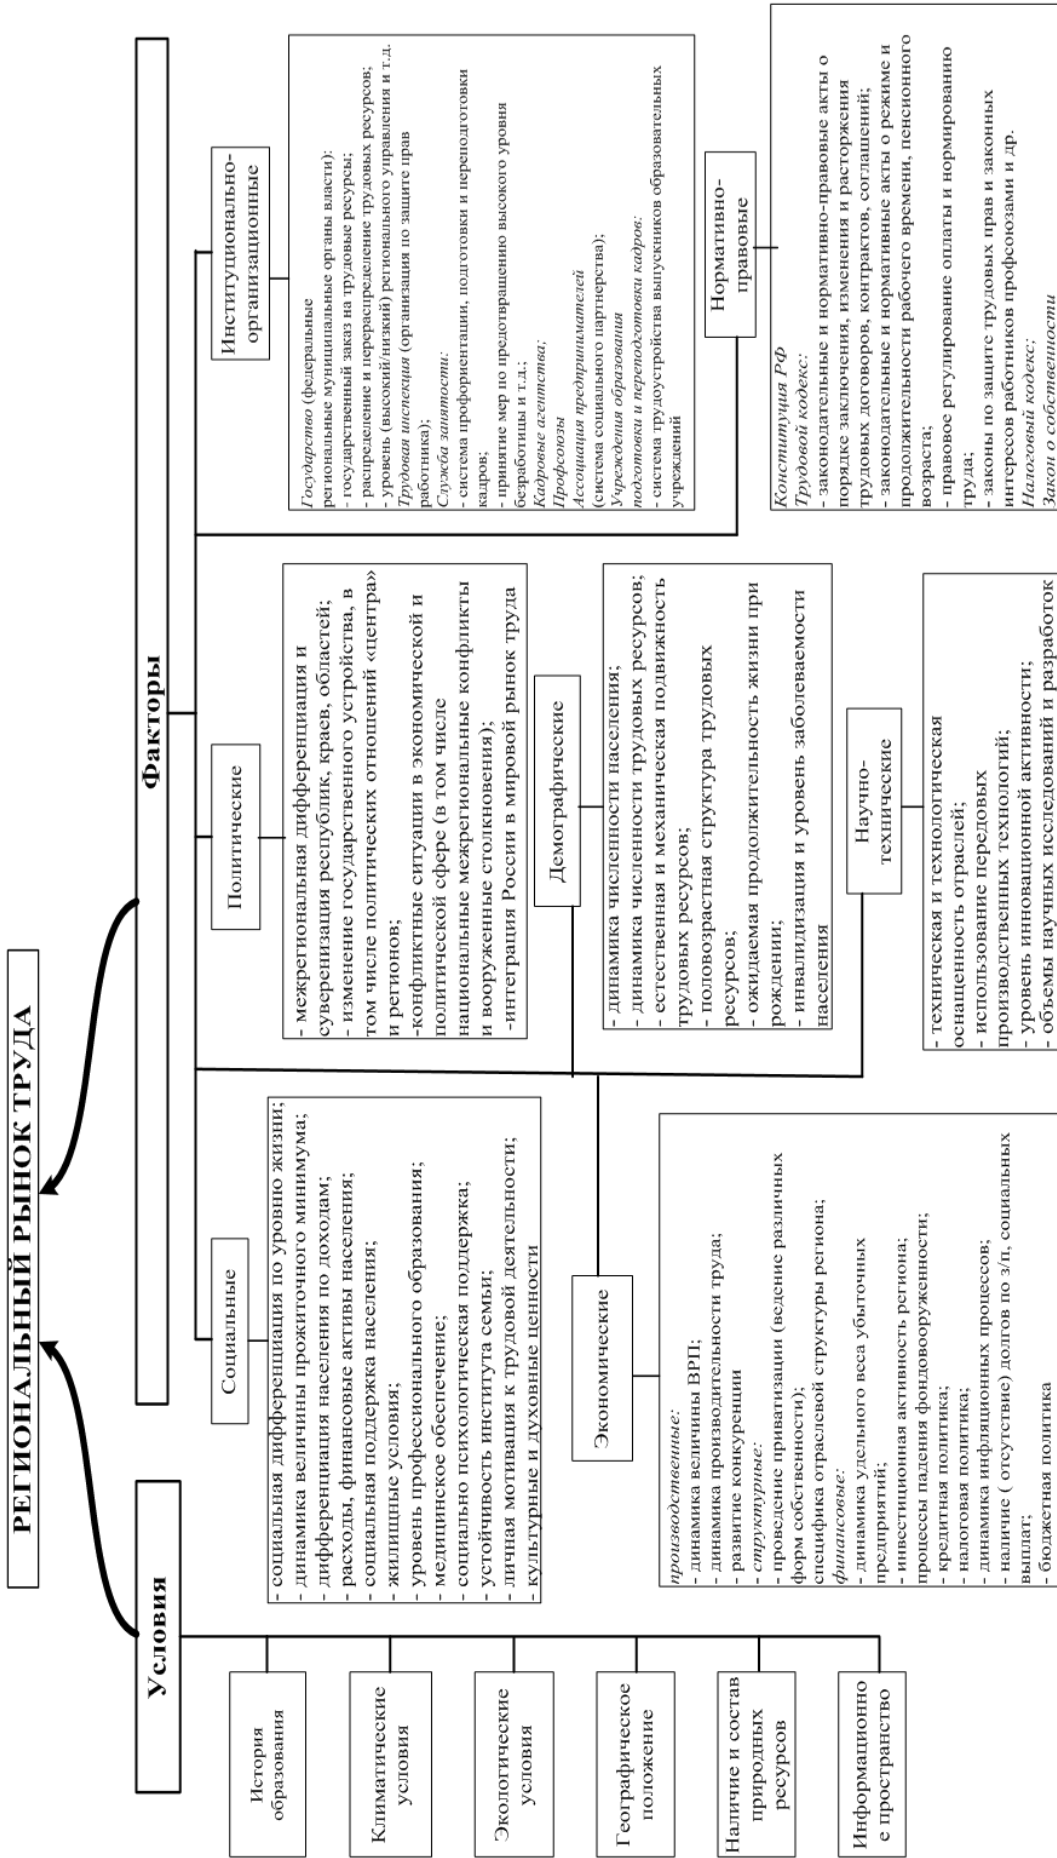 РЕГИОНАЛЬНЫЙ РЫНОК ТРУДА
Условия
История
образования
Климатические
условия
Экологические
условия
Географическое
положение
Наличие и состав
природных
ресурсов
Информационно
е пространство
Факторы
Социальные
- социальная дифференциация по уровню жизни;
динамика величины прожиточного минимума;
- дифференциация населения по доходам;
- расходы, финансовые активы населения;
социальная поддержка населения;
- жилищные условия;
- уровень профессионального образования;
- медицинское обеспечение;
- социально психологическая поддержка;
- устойчивость института семьи;
- личная мотивация к трудовой деятельности;
- культурные и духовные ценности
Политические
- межрегиональная дифференциация и
суверенизация республик, краев, областей;
- изменение государственного устройства, в
том числе политических отношений «центра»
и регионов;
-конфликтные ситуации в экономической и
политической сфере (в том числе
национальные межрегиональные конфликты
и вооруженные столкновения);
-интеграция России в мировой рынок труда
Институционально-
организационные
Государство (федеральные
региональные муниципальные органы власти):
- государственный заказ на трудовые ресурсы;
- распределение и перераспределение трудовых ресурсов;
- уровень (высокий/низкий) регионального управления и т.д.
Трудовая инспекция (организация по защите прав
работника);
Служба занятости:
- система профориентации, подготовки и переподготовки
кадров;
- принятие мер по предотвращению высокого уровня
безработицы и т.д.;
Кадровые агентства;
Профсоюзы
Ассоциация предпринимателей
(система социального партнерства);
Учреждения образования
подготовки и переподготовки кадров:
- система трудоустройства выпускников образовательных
учреждений
Экономические
производственные:
- динамика величины ВРП;
- динамика производительности труда;
- развитие конкуренции
- структурные:
- проведение приватизации (ведение различных
форм собственности);
специфика отраслевой структуры региона;
финансовые:
- динамика удельного веса убыточных
предприятий;
- инвестиционная активность региона;
процессы падения фондовооруженности;
- кредитная политика;
- налоговая политика;
- динамика инфляционных процессов;
- наличие ( отсутствие) долгов по з/п, социальных
выплат;
- бюджетная политика
Демографические
- динамика численности населения;
- динамика численности трудовых ресурсов;
- естественная и механическая подвижность
трудовых ресурсов;
- половозрастная структура трудовых
ресурсов;
- ожидаемая продолжительность жизни при
рождении;
- инвалидизация и уровень заболеваемости
населения
Нормативно-
правовые
Конституция РФ
Трудовой кодекс:
- законодательные и нормативно-правовые акты о
порядке заключения, изменения и расторжения
трудовых договоров, контрактов, соглашений;
- законодательные и нормативные акты о режиме и
продолжительности рабочего времени, пенсионного
возраста;
- правовое регулирование оплаты и нормированию
труда;
- законы по защите трудовых прав и законных
интересов работников профсоюзами и др.
Налоговый кодекс;
Закон о собственности
Научно-
технические
- техническая и технологическая
оснащенность отраслей;
- использование передовых
производственных технологий;
- уровень инновационной активности;
- объемы научных исследований и разработок